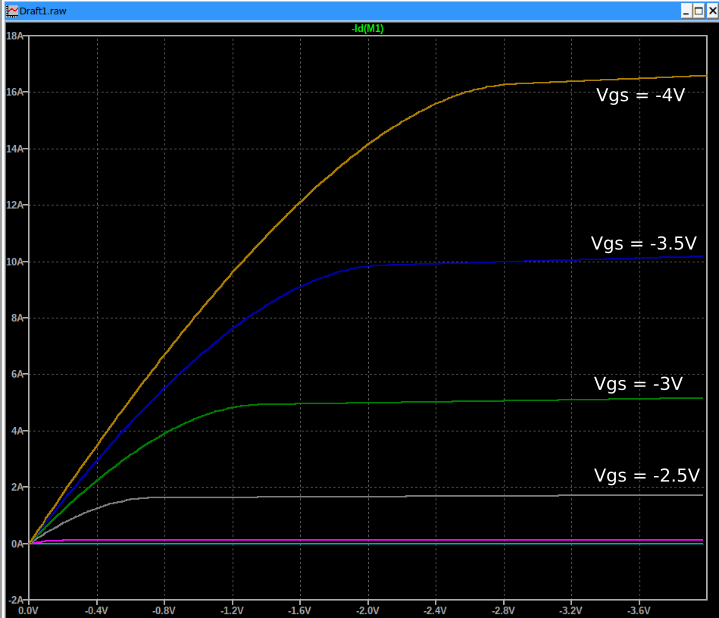 Draft1.raw
-Id(M1)
18A
16A
Vgs = -4V
14A
12A
Vgs = -3.5V
10A
8A
6A
Vgs = -3V
4A
Vgs = -2.5V
2A
0A
-2A
0.0V -0.4V -0.8V -1.2V -1.6V -2.0V -2.4V -2.8V -3.2V -3.6V